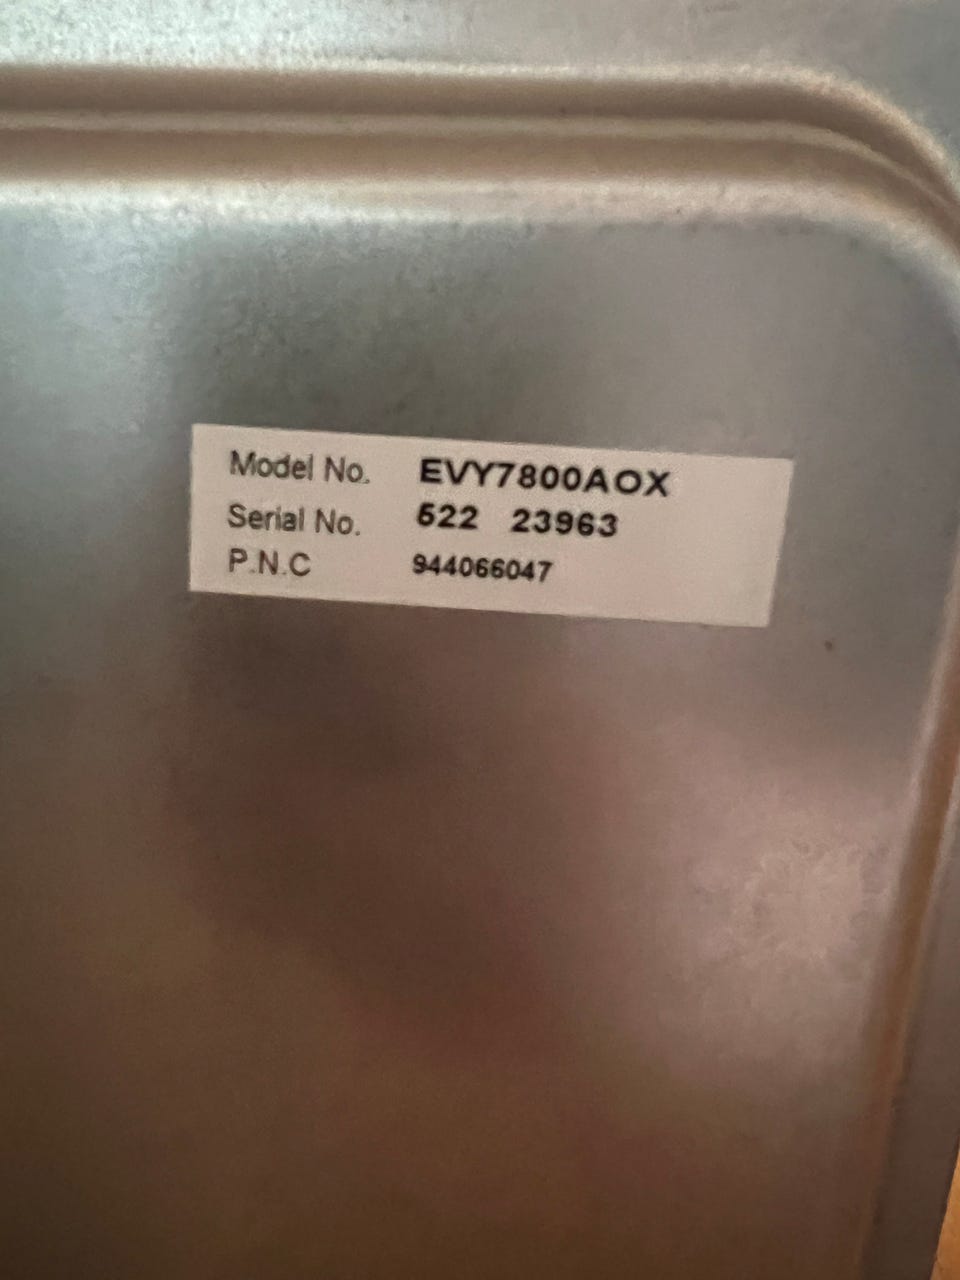 Model No. EVY7800AOX
Serial No. 522 23963
P.N.C 944066047